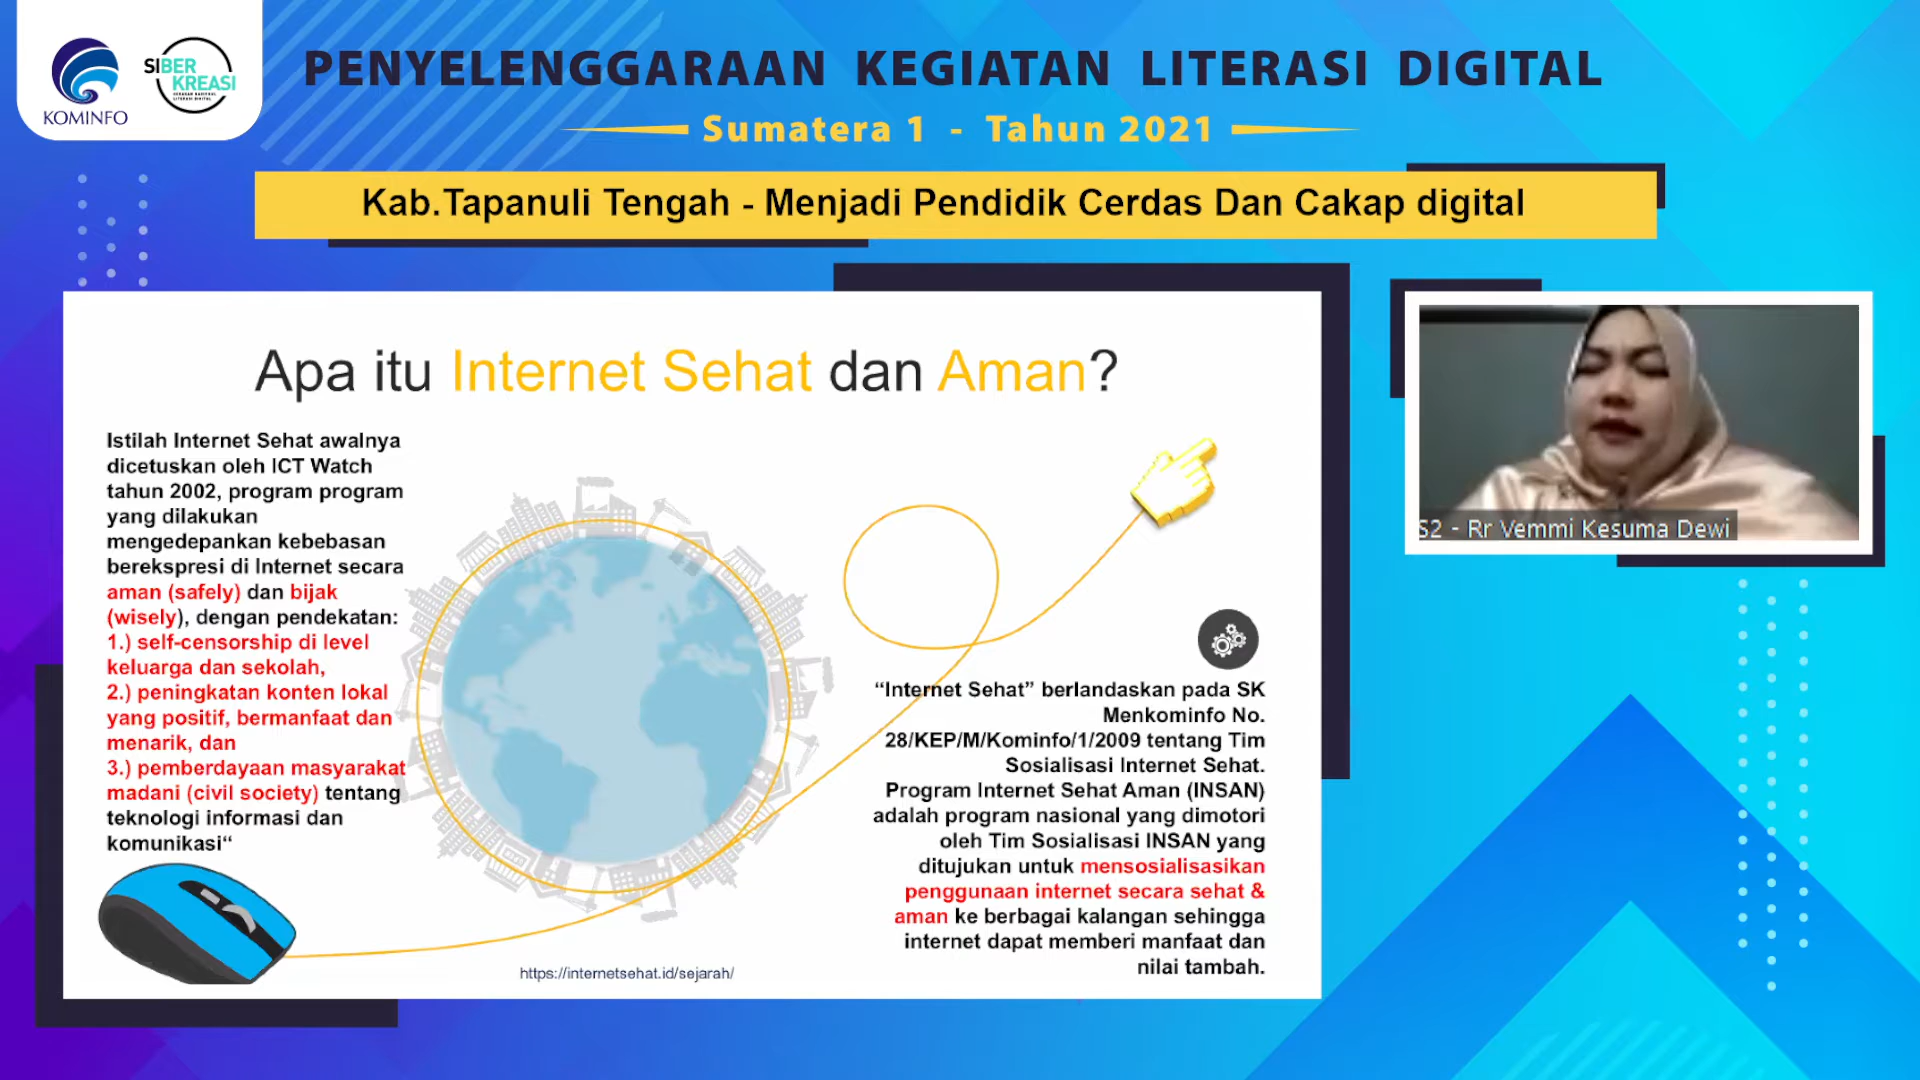 KOMINFO
SIBER
KREASI
GERAKAN NASIONAL
LITERASI DIGITAL
PENYELENGGARAAN KEGIATAN LITERASI DIGITAL
Sumatera 1 - Tahun 2021
Kab.Tapanuli Tengah - Menjadi Pendidik Cerdas Dan Cakap digital
Apa itu Internet Sehat dan Aman?
Istilah Internet Sehat awalnya
dicetuskan oleh ICT Watch
tahun 2002, program program
yang dilakukan
mengedepankan kebebasan
berekspresi di Internet secara
aman (safely) dan bijak
(wisely), dengan pendekatan:
1.) self-censorship di level
keluarga dan sekolah,
2.) peningkatan konten lokal
yang positif, bermanfaat dan
menarik, dan
3.) pemberdayaan masyarakat
madani (civil society) tentang
teknologi informasi dan
komunikasi“
“Internet Sehat” berlandaskan pada SK
Menkominfo No.
28/KEP/M/Kominfo/1/2009 tentang Tim
Sosialisasi Internet Sehat.
Program Internet Sehat Aman (INSAN)
adalah program nasional yang dimotori
oleh Tim Sosialisasi INSAN yang
ditujukan untuk mensosialisasikan
penggunaan internet secara sehat &
aman ke berbagai kalangan sehingga
internet dapat memberi manfaat dan
nilai tambah.
https://internetsehat.id/sejarah/
S2 - Rr Vemmi Kesuma Dewi